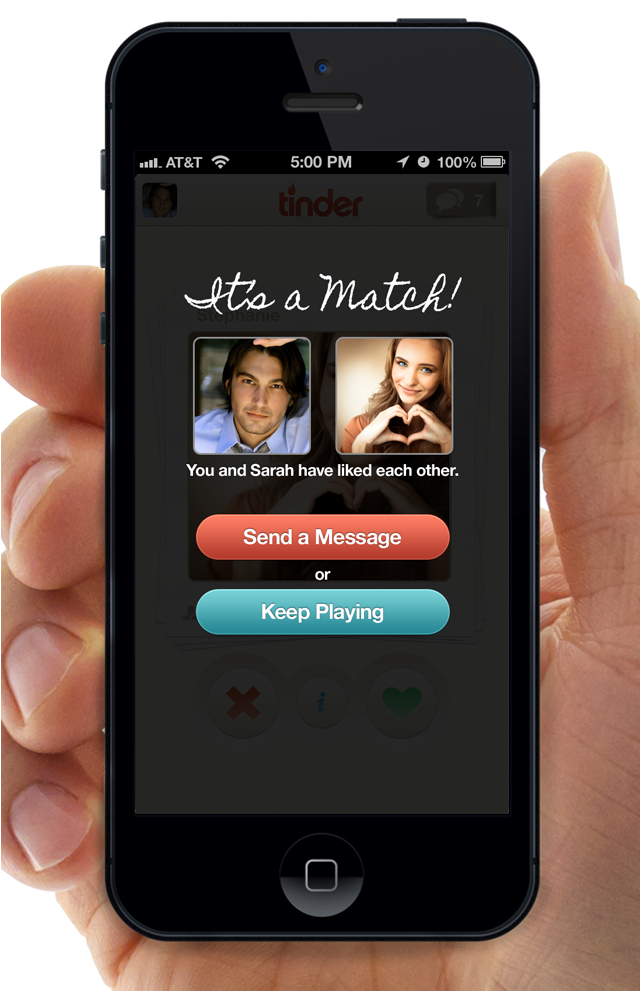 AT&T 5:00 PM 100%
tinder 7
It's a Match!
Stephanie
You and Sarah have liked each other.
Send a Message
or
Keep Playing
i